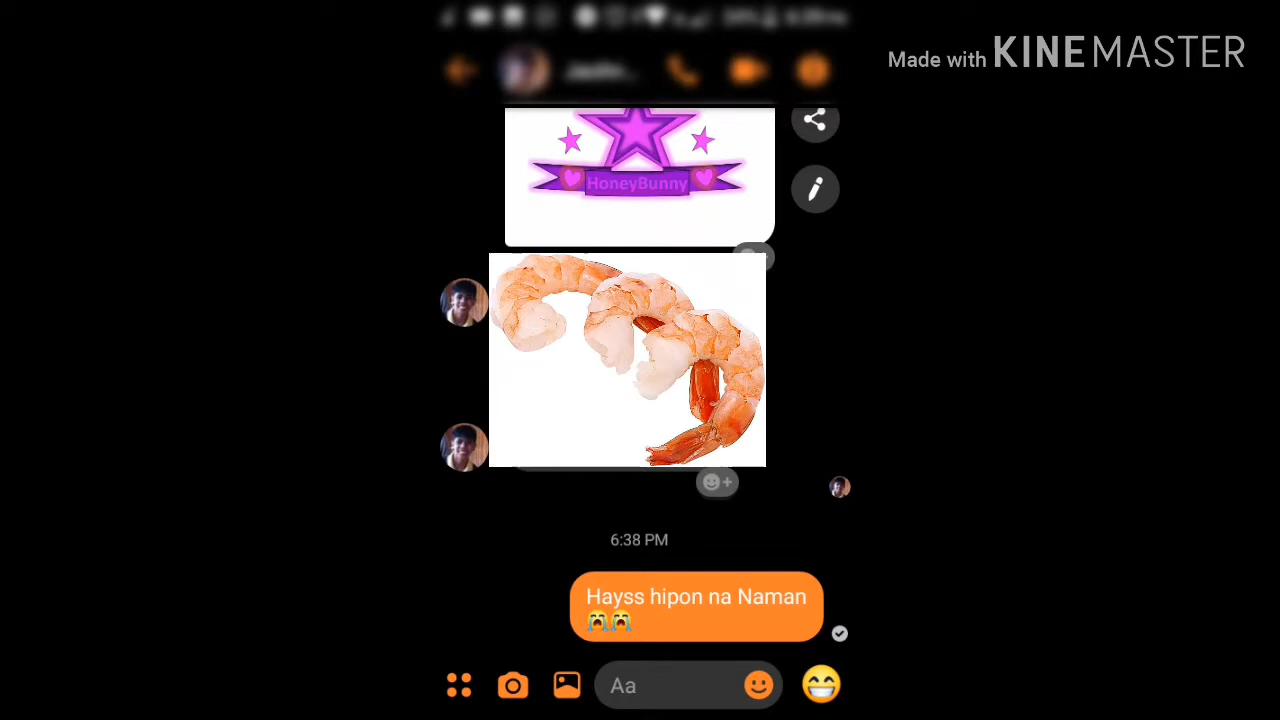 Made with KINEMASTER
HoneyBunny
6:38 PM
Hayss hipon na Naman
😭😭
Aa